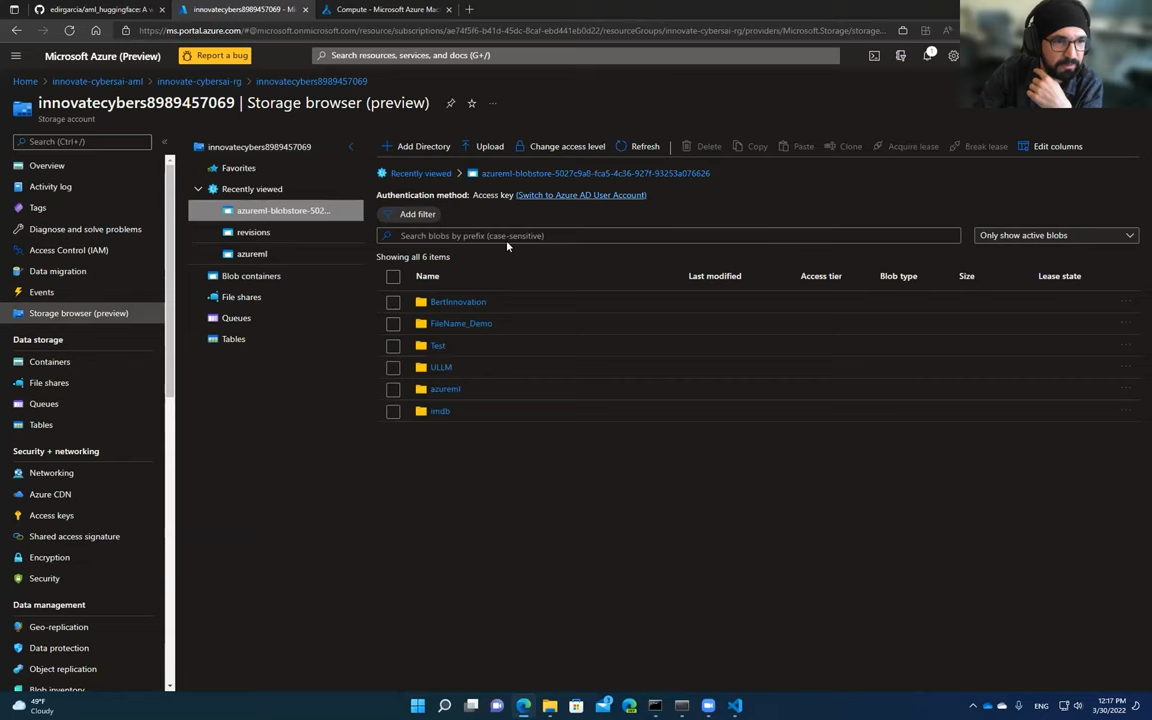 edirgarcia/aml_huggingface: A w
innovatecybers8989457069 - Mi
Compute - Microsoft Azure Mac
https://ms.portal.azure.com/#@microsoft.onmicrosoft.com/resource/subscriptions/ae74f5f6-b41d-45dc-8caf-ebd441eb0d22/resourceGroups/innovate-cybersai-rg/providers/Microsoft.Storage/storage...
Microsoft Azure (Preview)
Report a bug
Search resources, services, and docs (G+/)
1
Home > innovate-cybersai-aml > innovate-cybersai-rg > innovatecybers8989457069
innovatecybers8989457069 | Storage browser (preview)
...
Storage account
Search (Ctrl+/)
Overview
Activity log
Tags
Diagnose and solve problems
Access Control (IAM)
Data migration
Events
Storage browser (preview)
Data storage
Containers
File shares
Queues
Tables
Security + networking
Networking
Azure CDN
Access keys
Shared access signature
Encryption
Security
Data management
Geo-replication
Data protection
Object replication
Blob inventory
innovatecybers8989457069
Favorites
Recently viewed
azureml-blobstore-502...
revisions
azureml
Blob containers
File shares
Queues
Tables
Add Directory
Upload
Change access level
Refresh
Delete
Copy
Paste
Clone
Acquire lease
Break lease
Edit columns
Recently viewed > azureml-blobstore-5027c9a8-fca5-4c36-927f-93253a076626
Authentication method: Access key (Switch to Azure AD User Account)
Add filter
Search blobs by prefix (case-sensitive)
Only show active blobs
Showing all 6 items
Name Last modified Access tier Blob type Size Lease state
BertInnovation
FileName_Demo
Test
ULLM
azureml
imdb
49°F
Cloudy
ENG
12:17 PM
3/30/2022